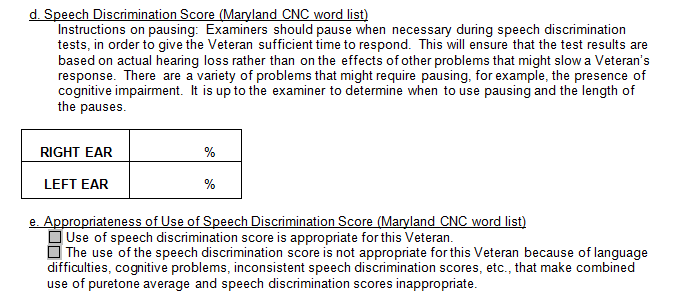 d. Speech Discrimination Score (Maryland CNC word list)
Instructions on pausing: Examiners should pause when necessary during speech discrimination
tests, in order to give the Veteran sufficient time to respond. This will ensure that the test results are
based on actual hearing loss rather than on the effects of other problems that might slow a Veteran's
response. There are a variety of problems that might require pausing, for example, the presence of
cognitive impairment. It is up to the examiner to determine when to use pausing and the length of
the pauses.
RIGHT EAR %
LEFT EAR %
e. Appropriateness of Use of Speech Discrimination Score (Maryland CNC word list)
Use of speech discrimination score is appropriate for this Veteran.
The use of the speech discrimination score is not appropriate for this Veteran because of language
difficulties, cognitive problems, inconsistent speech discrimination scores, etc., that make combined
use of puretone average and speech discrimination scores inappropriate.